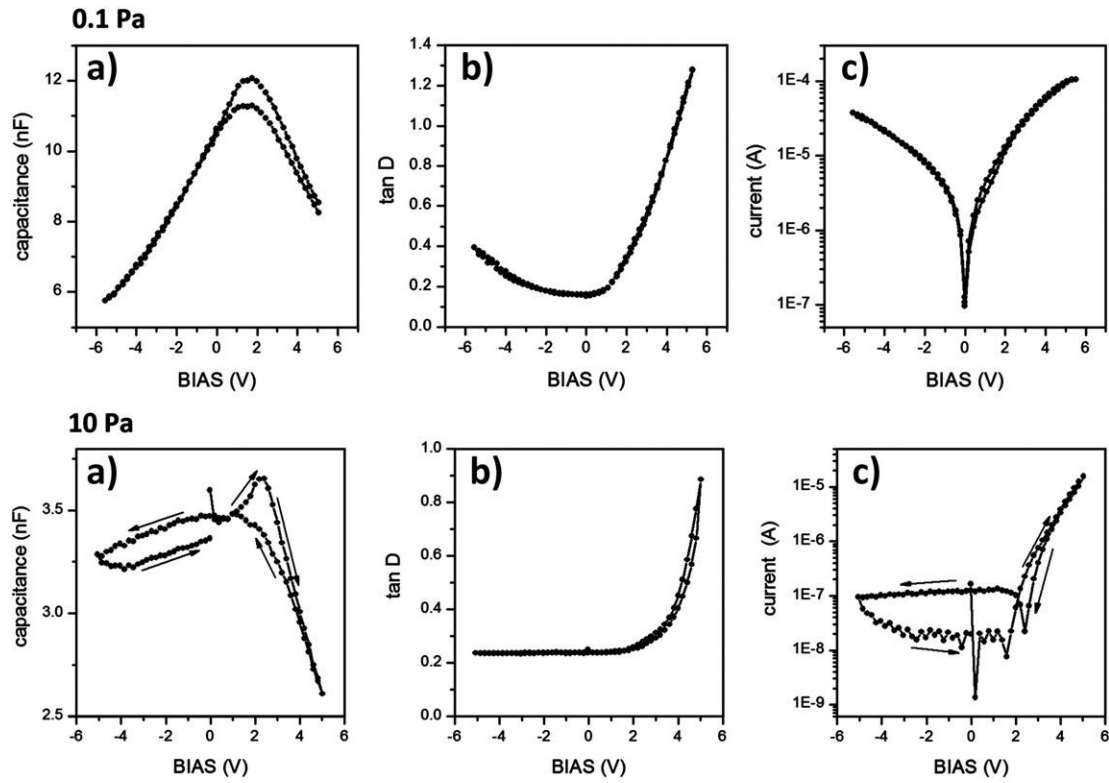 0.1 Pa
a)
capacitance (nF)
12
10
8
6
-6 -4 -2 0 2 4 6
BIAS (V)
b)
tan D
1.4
1.2
1.0
0.8
0.6
0.4
0.2
0.0
-6 -4 -2 0 2 4 6
BIAS (V)
c)
current (A)
1E-4
1E-5
1E-6
1E-7
-6 -4 -2 0 2 4 6
BIAS (V)
10 Pa
a)
capacitance (nF)
3.5
3.0
2.5
-6 -4 -2 0 2 4 6
BIAS (V)
b)
tan D
1.0
0.8
0.6
0.4
0.2
0.0
-6 -4 -2 0 2 4 6
BIAS (V)
c)
current (A)
1E-5
1E-6
1E-7
1E-8
1E-9
-6 -4 -2 0 2 4 6
BIAS (V)